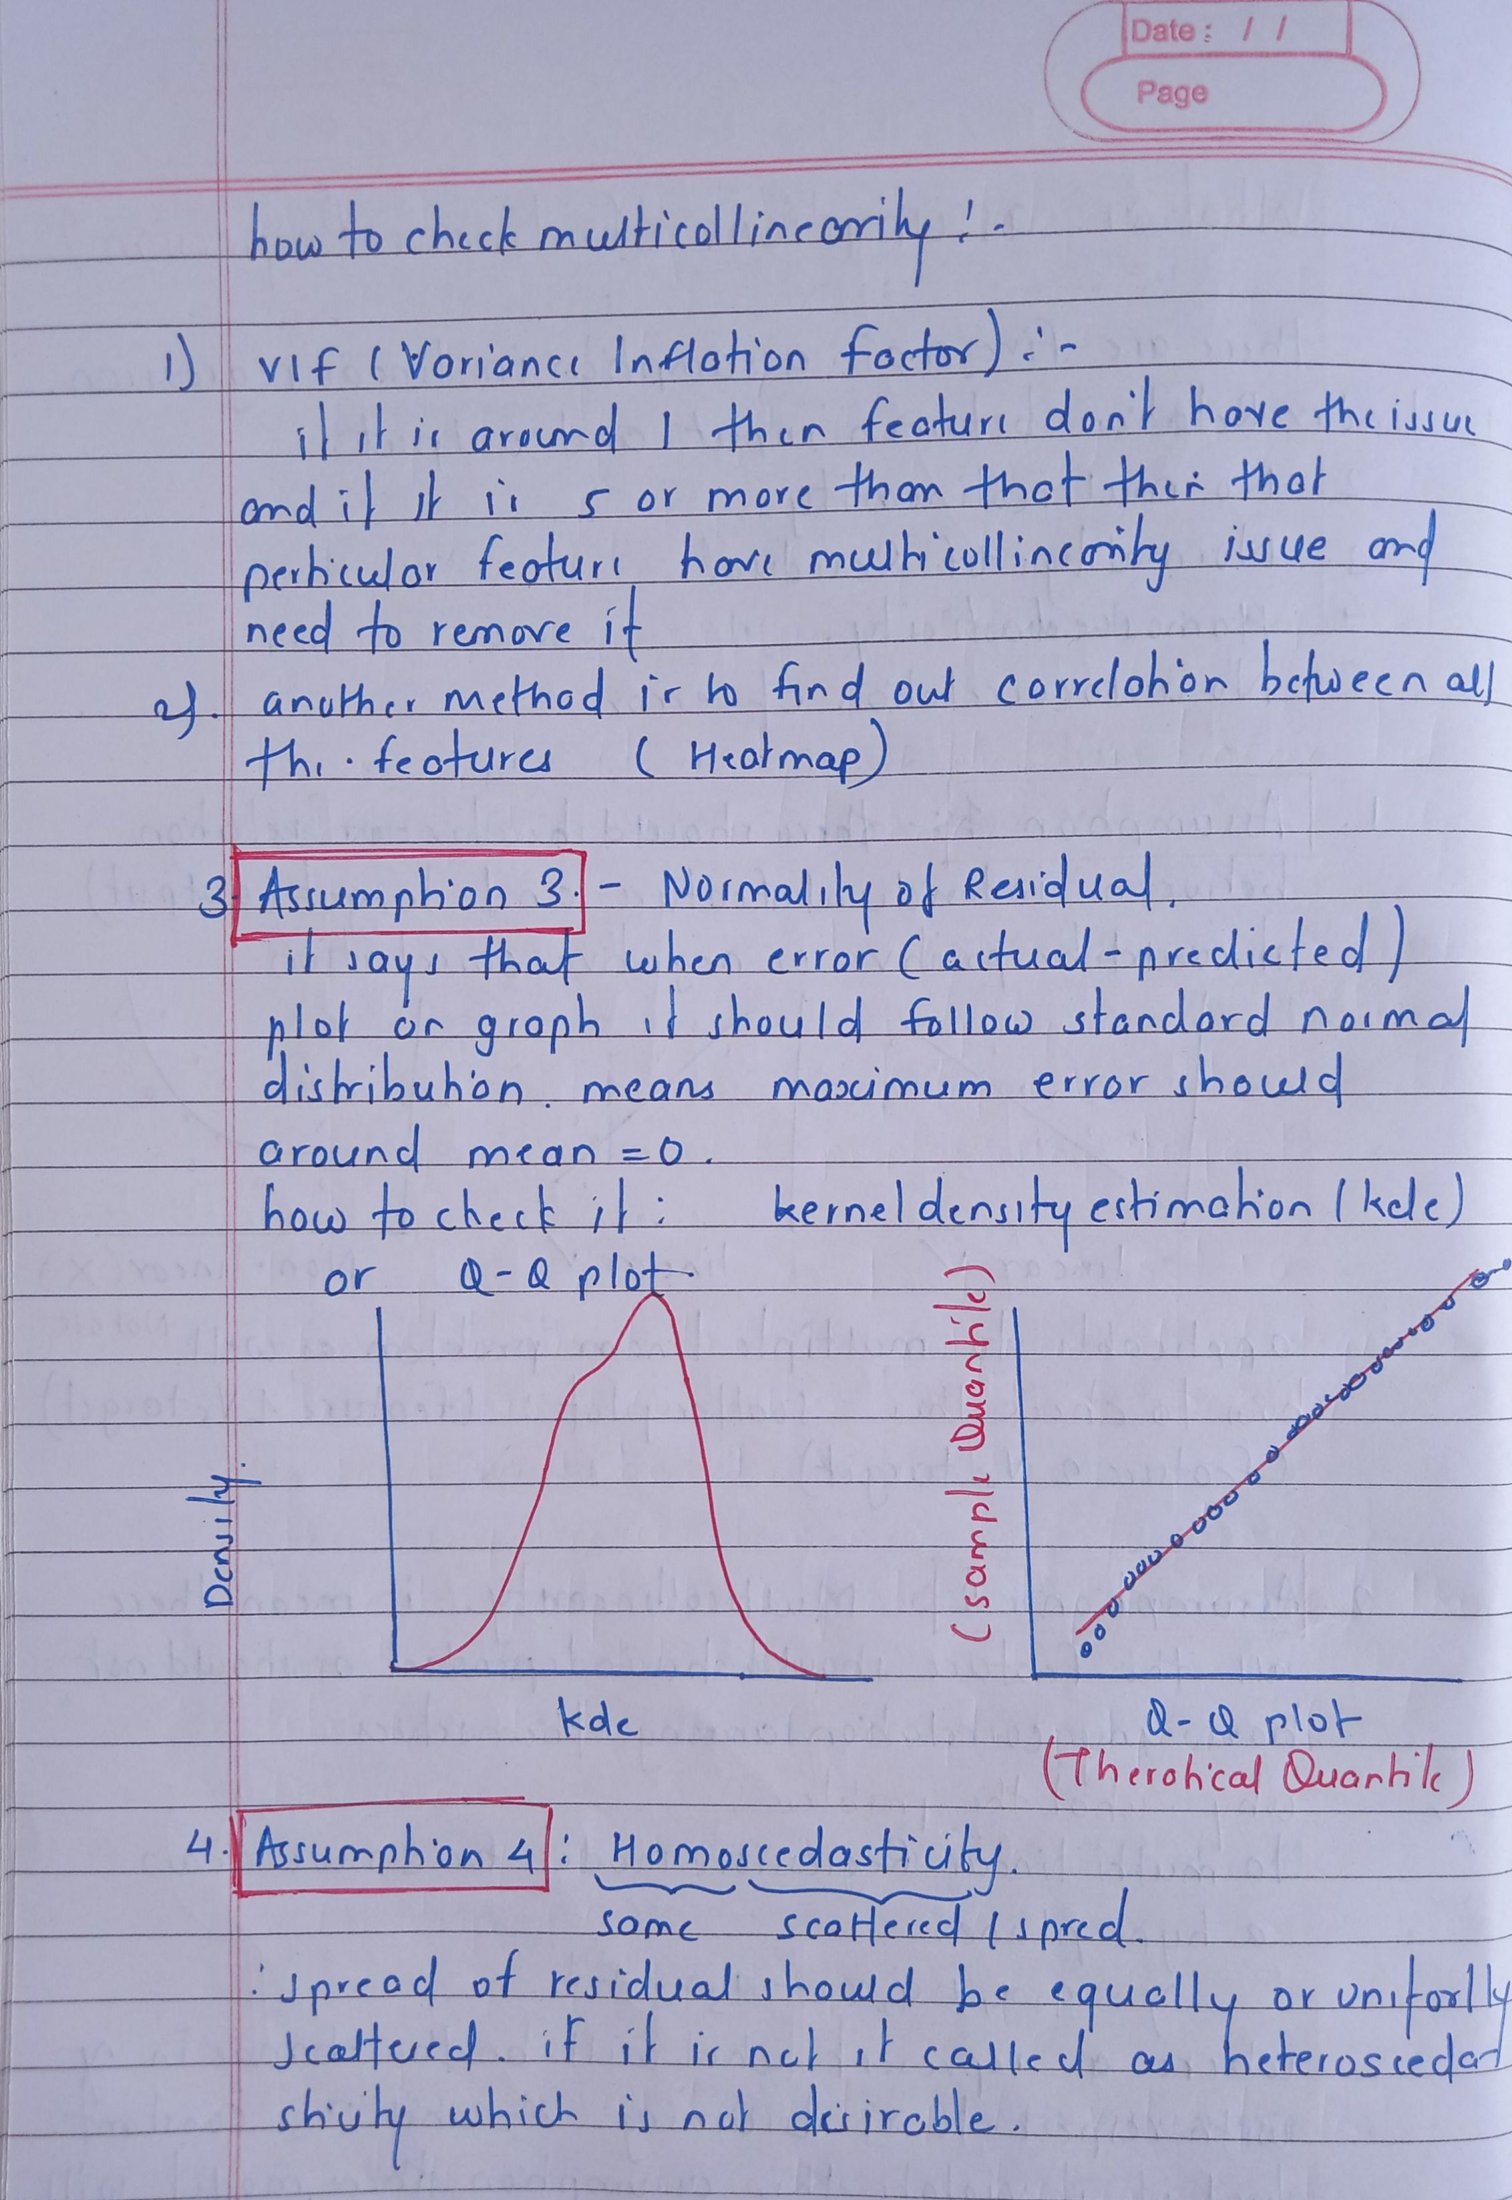 Date : / /
Page
how to check multicollinearity :-
1) VIF (Variance Inflation factor) :-
if it is around 1 then feature don't have the issue
and if it is 5 or more than that then that
perticular feature have multicollinearity issue and
need to remove it
2). another method is to find out correlation between all
the features (Heatmap)
3. Assumption 3. - Normality of Residual.
it says that when error (actual-predicted)
plot on graph it should follow standard normal
distribution. means maximum error should
around mean = 0.
how to check it : kernel density estimation (kde)
or Q-Q plot
Density.
kde
(sample Quantile)
Q-Q plot
(Therotical Quantile)
4. Assumption 4 : Homoscedasticity.
same scattered / spred.
: spread of residual should be equally or uniforlly
scattered. if it is not it called as heteroscedad
sticity which is not desirable.